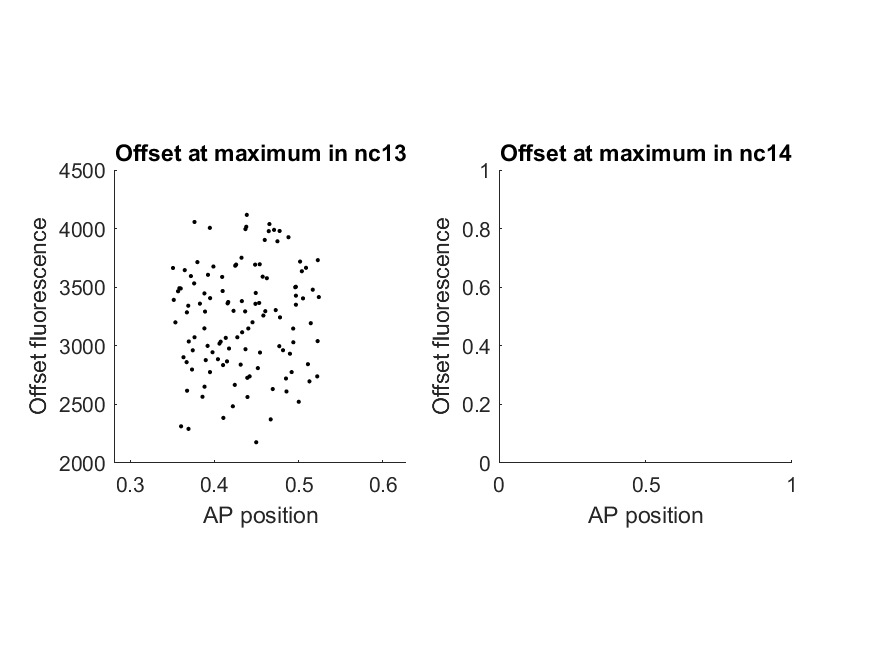 Offset at maximum in nc13
Offset fluorescence
4500
4000
3500
3000
2500
2000
0.3 0.4 0.5 0.6
AP position
Offset at maximum in nc14
Offset fluorescence
1
0.8
0.6
0.4
0.2
0
0 0.5 1
AP position